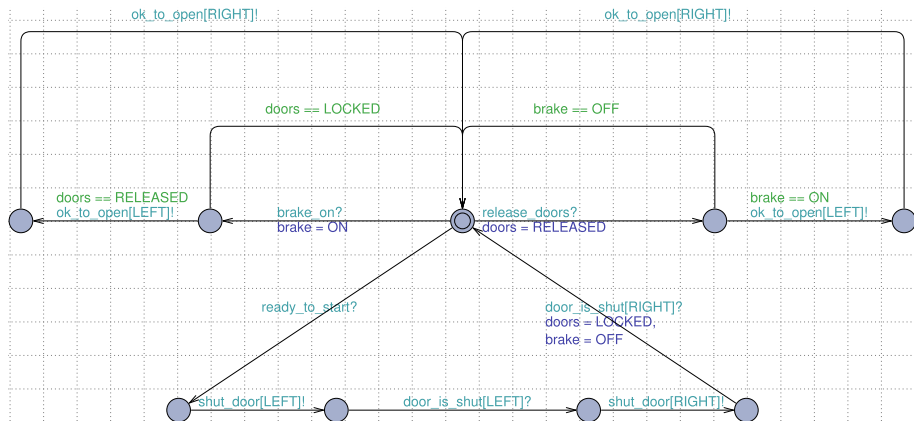 ok_to_open[RIGHT]!
ok_to_open[RIGHT]!
doors == LOCKED
brake == OFF
doors == RELEASED
ok_to_open[LEFT]!
brake_on?
brake = ON
release_doors?
doors = RELEASED
brake == ON
ok_to_open[LEFT]!
ready_to_start?
door_is_shut[RIGHT]?
doors = LOCKED,
brake = OFF
shut_door[LEFT]!
door_is_shut[LEFT]?
shut_door[RIGHT]!